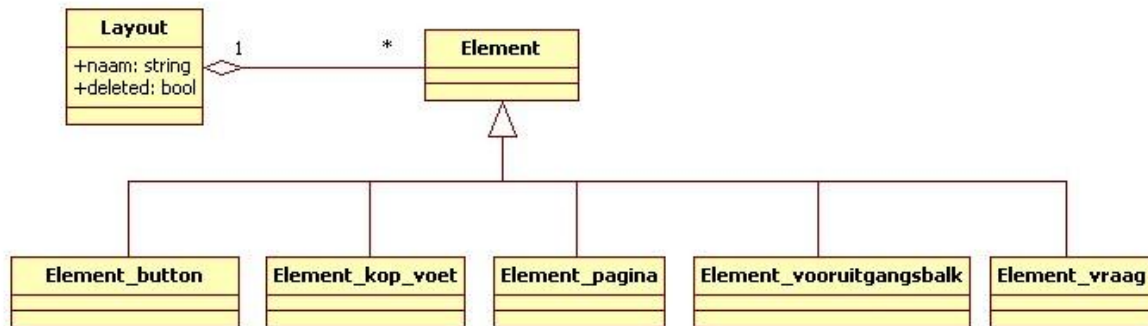 Layout
+naam: string
+deleted: bool
1
*
Element
Element_button
Element_kop_voet
Element_pagina
Element_vooruitgangsbalk
Element_vraag